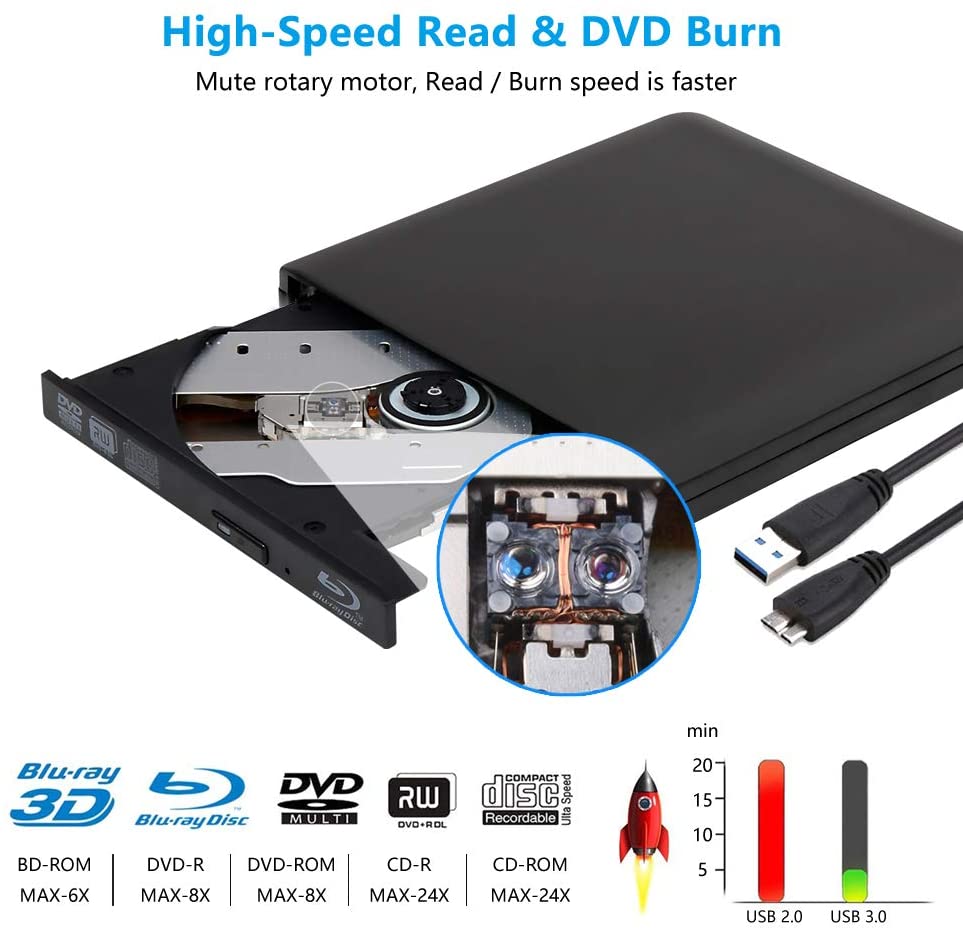 High-Speed Read & DVD Burn
Mute rotary motor, Read / Burn speed is faster
DVD
RW
Blu-ray Disc™
Blu-ray
3D
Blu-ray Disc™
DVD
MULTI
RW
DVD+R DL
COMPACT
disc
Recordable
Ulta Speed
BD-ROM
MAX-6X
DVD-R
MAX-8X
DVD-ROM
MAX-8X
CD-R
MAX-24X
CD-ROM
MAX-24X
min
20
15
10
5
USB 2.0
USB 3.0